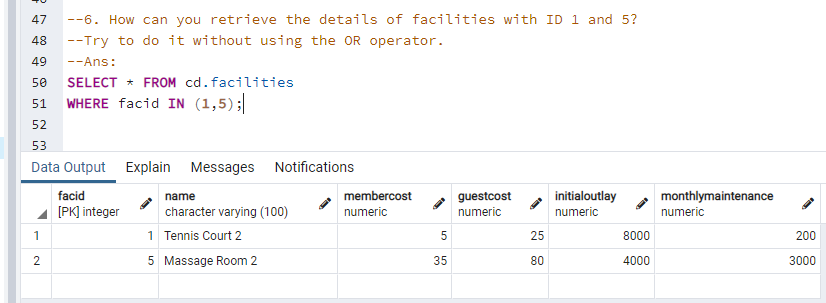 47 --6. How can you retrieve the details of facilities with ID 1 and 5?
48 --Try to do it without using the OR operator.
49 --Ans:
50 SELECT * FROM cd.facilities
51 WHERE facid IN (1,5);
52
53
Data Output Explain Messages Notifications
facid name membercost guestcost initialoutlay monthlymaintenance
[PK] integer character varying (100) numeric numeric numeric numeric
1 1 Tennis Court 2 5 25 8000 200
2 5 Massage Room 2 35 80 4000 3000